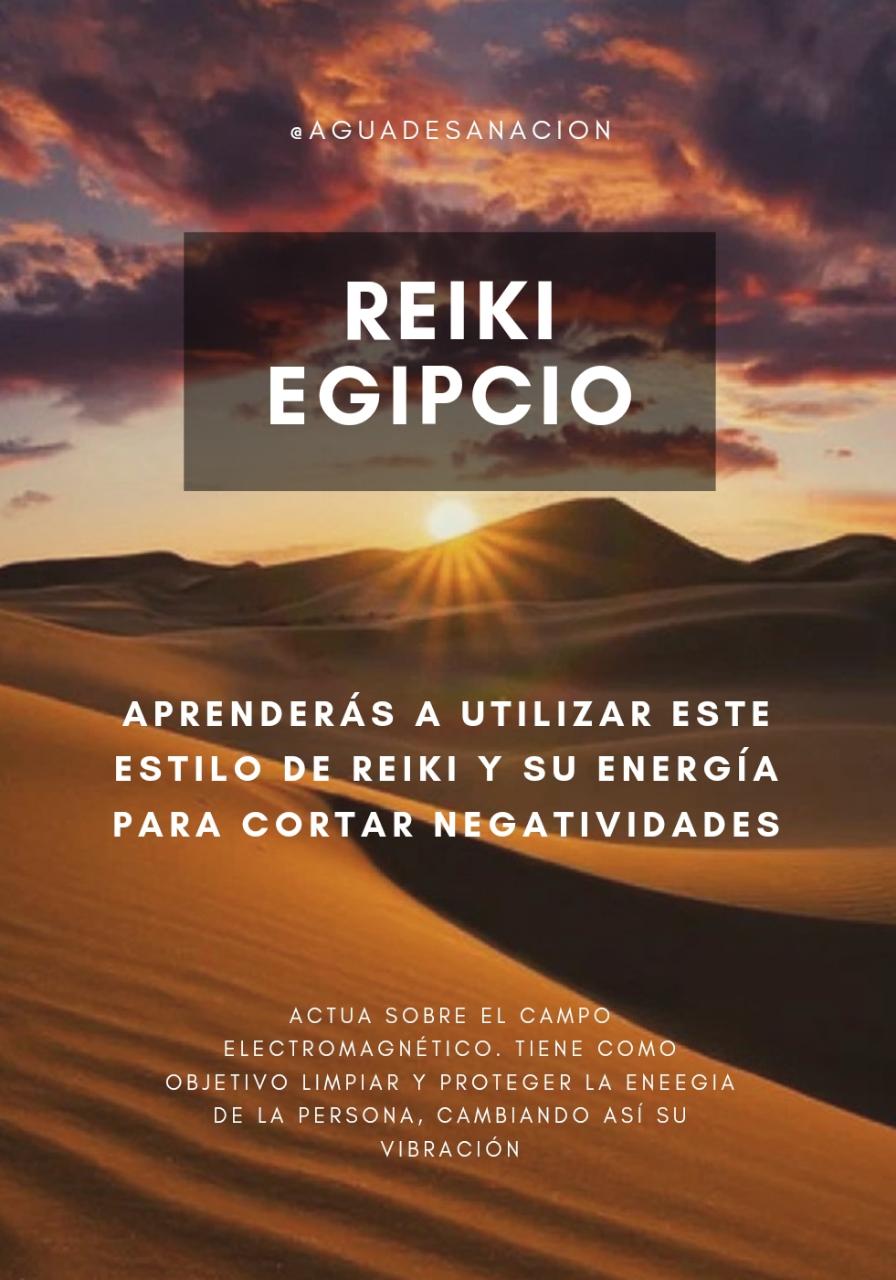 @AGUADESANACION
REIKI
EGIPCIO
APRENDERÁS A UTILIZAR ESTE
ESTILO DE REIKI Y SU ENERGÍA
PARA CORTAR NEGATIVIDADES
ACTUA SOBRE EL CAMPO
ELECTROMAGNÉTICO. TIENE COMO
OBJETIVO LIMPIAR Y PROTEGER LA ENEEGIA
DE LA PERSONA, CAMBIANDO ASÍ SU
VIBRACIÓN